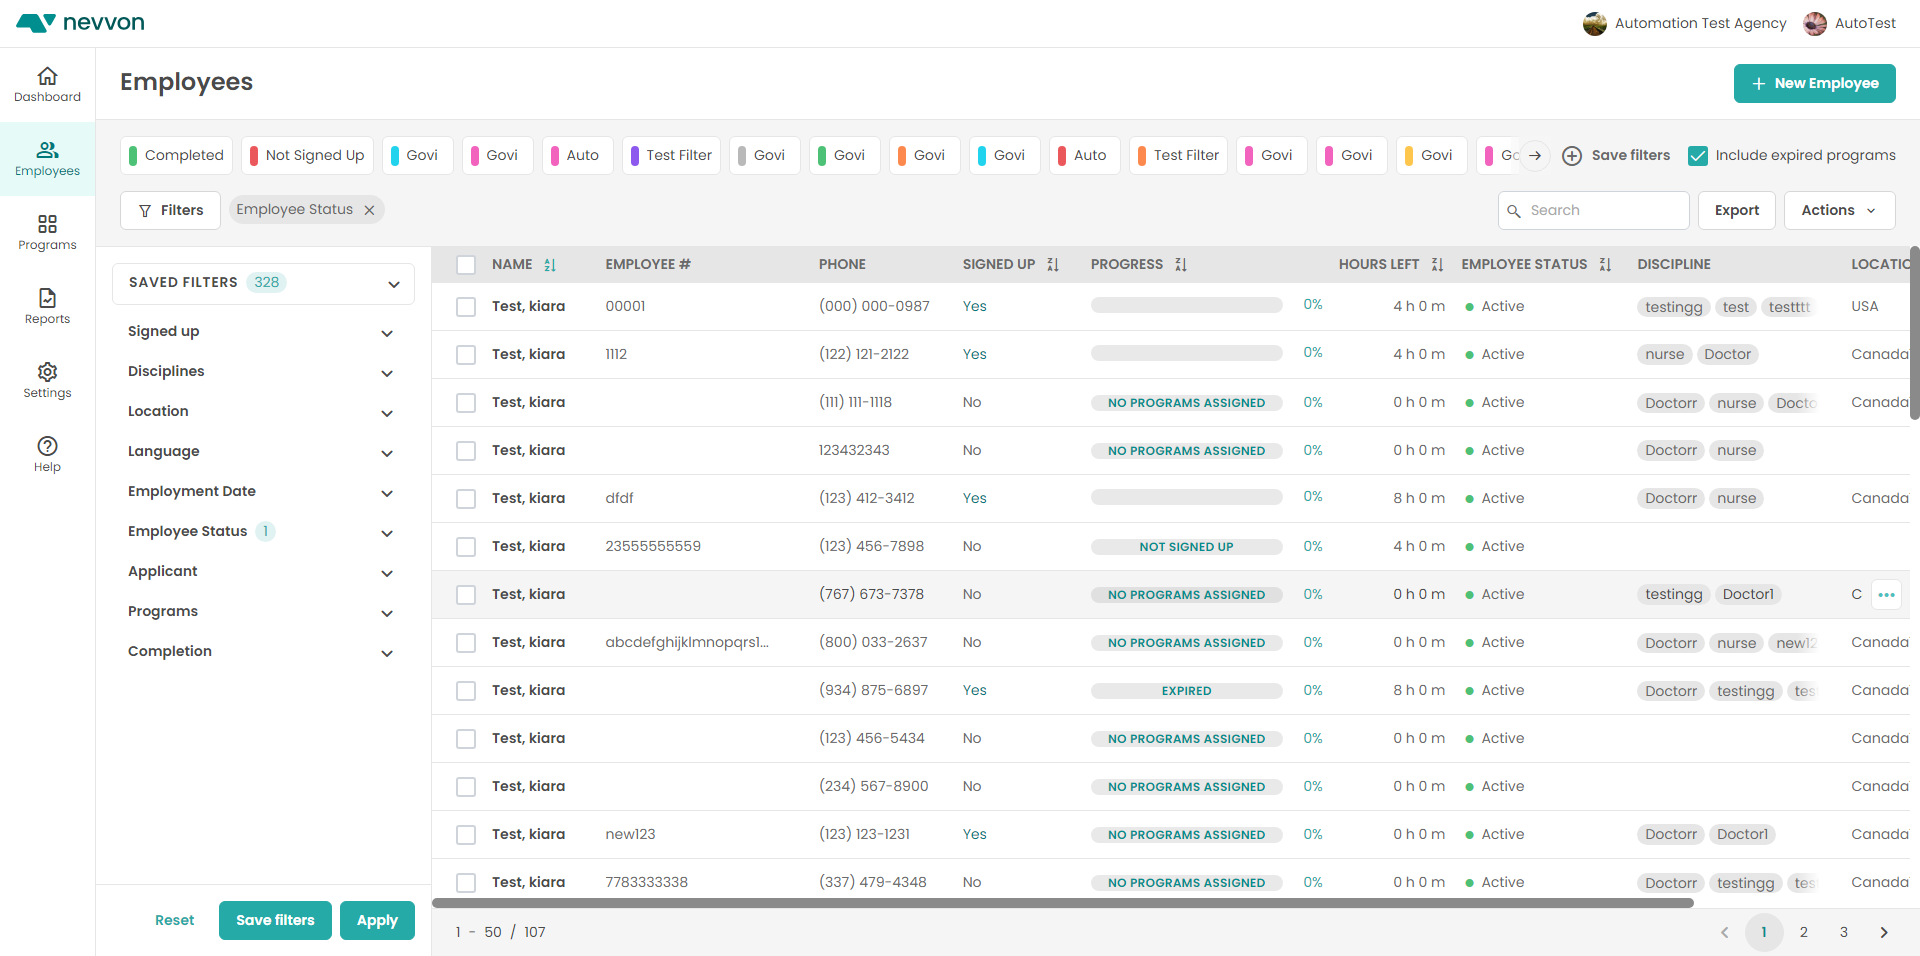 nevvon
Automation Test Agency AutoTest
Dashboard
Employees
Programs
Reports
Settings
Help
Employees
New Employee
Completed Not Signed Up Govi Govi Auto Test Filter Govi Govi Govi Govi Auto Test Filter Govi Govi Govi Save filters Include expired programs
Filters Employee Status Search Export Actions
SAVED FILTERS 328
Signed up
Disciplines
Location
Language
Employment Date
Employee Status 1
Applicant
Programs
Completion
Reset Save filters Apply
NAME EMPLOYEE # PHONE SIGNED UP PROGRESS HOURS LEFT EMPLOYEE STATUS DISCIPLINE LOCATIO
Test, kiara 00001 (000) 000-0987 Yes 0% 4 h 0 m Active testingg test testttt USA
Test, kiara 1112 (122) 121-2122 Yes 0% 4 h 0 m Active nurse Doctor Canada
Test, kiara (111) 111-1118 No NO PROGRAMS ASSIGNED 0% 0 h 0 m Active Doctorr nurse Docto Canada
Test, kiara 123432343 No NO PROGRAMS ASSIGNED 0% 0 h 0 m Active Doctorr nurse
Test, kiara dfdf (123) 412-3412 Yes 0% 8 h 0 m Active Doctorr nurse Canada
Test, kiara 23555555559 (123) 456-7898 No NOT SIGNED UP 0% 4 h 0 m Active
Test, kiara (767) 673-7378 No NO PROGRAMS ASSIGNED 0% 0 h 0 m Active testingg Doctor1 C
Test, kiara abcdefghijklmnopqrs1... (800) 033-2637 No NO PROGRAMS ASSIGNED 0% 0 h 0 m Active Doctorr nurse new12 Canada
Test, kiara (934) 875-6897 Yes EXPIRED 0% 8 h 0 m Active Doctorr testingg tes Canada
Test, kiara (123) 456-5434 No NO PROGRAMS ASSIGNED 0% 0 h 0 m Active Canada
Test, kiara (234) 567-8900 No NO PROGRAMS ASSIGNED 0% 0 h 0 m Active Canada
Test, kiara new123 (123) 123-1231 Yes NO PROGRAMS ASSIGNED 0% 0 h 0 m Active Doctorr Doctor1 Canada
Test, kiara 7783333338 (337) 479-4348 No NO PROGRAMS ASSIGNED 0% 0 h 0 m Active Doctorr testingg tes Canada
1 - 50 / 107 1 2 3